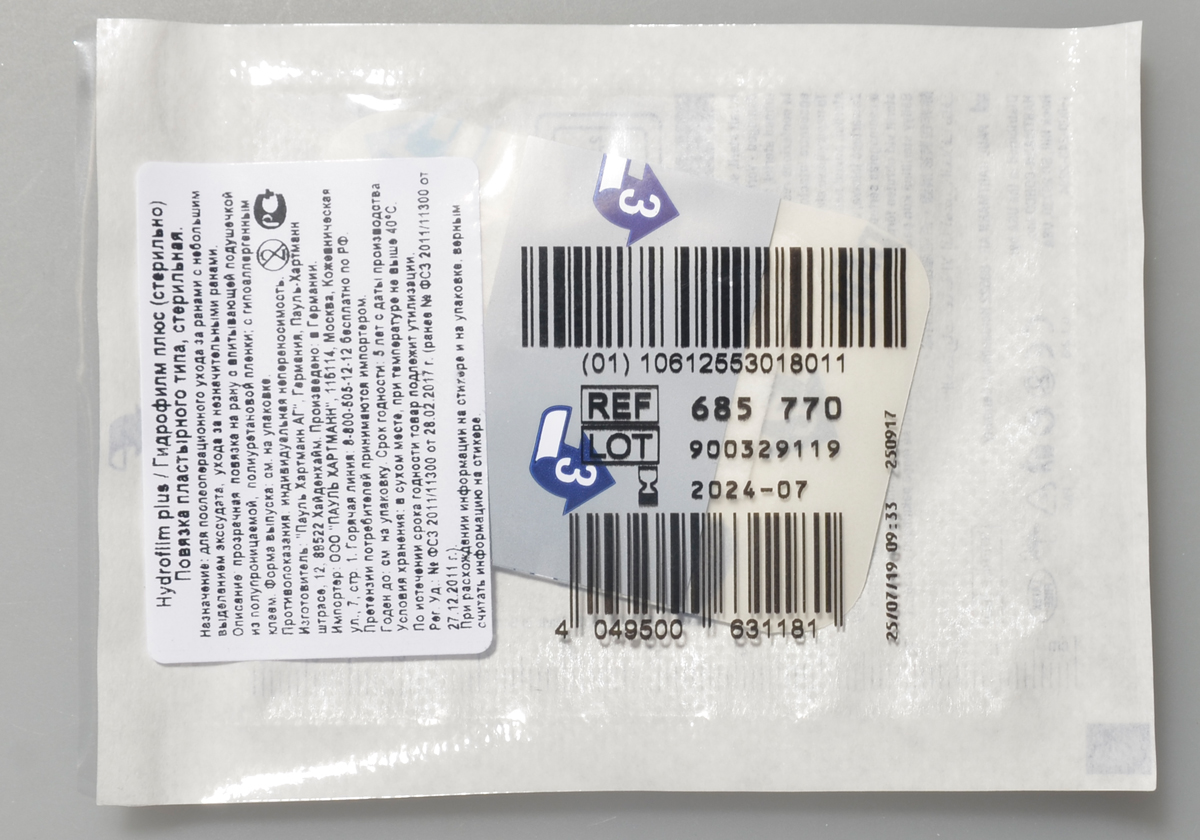 Hydrofilm plus / Гидрофилм плюс (стерильно)
Повязка пластырного типа, стерильная.
Назначение: для послеоперационного ухода за ранами с небольшим
выделением экссудата, ухода за незначительными ранами.
Описание прозрачная повязка на рану с впитывающей подушечкой
из полупроницаемой, полиуретановой пленки; с гипоаллергенным
клеем. Форма выпуска: см. на упаковке.
Противопоказания: индивидуальная непереносимость.
Изготовитель: "Пауль Хартманн АГ", Германия, Пауль-Хартманн
штрассе, 12, 89522 Хайденхайм. Произведено: в Германии.
Импортер: ООО "ПАУЛЬ ХАРТМАНН", 115114, Москва, Кожевническая
ул., 7, стр. 1. Горячая линия: 8-800-505-12-12 бесплатно по РФ.
Претензии потребителей принимаются импортером.
Годен до: см на упаковку. Срок годности: 5 лет с даты производства
Условия хранения: в сухом месте, при температуре не выше 40°С.
По истечении срока годности товар подлежит утилизации.
Рег. Уд.: № ФСЗ 2011/11300 от 28.02.2017 г. (ранее № ФСЗ 2011/11300 от
27.12.2011 г.).
При расхождении информации на стикере и на упаковке, верным
считать информацию на стикере.
3
(01) 10612553018011
REF 685 770
LOT 900329119
3
2024-07
4 049500 631181
25/07/19 09:33 250917